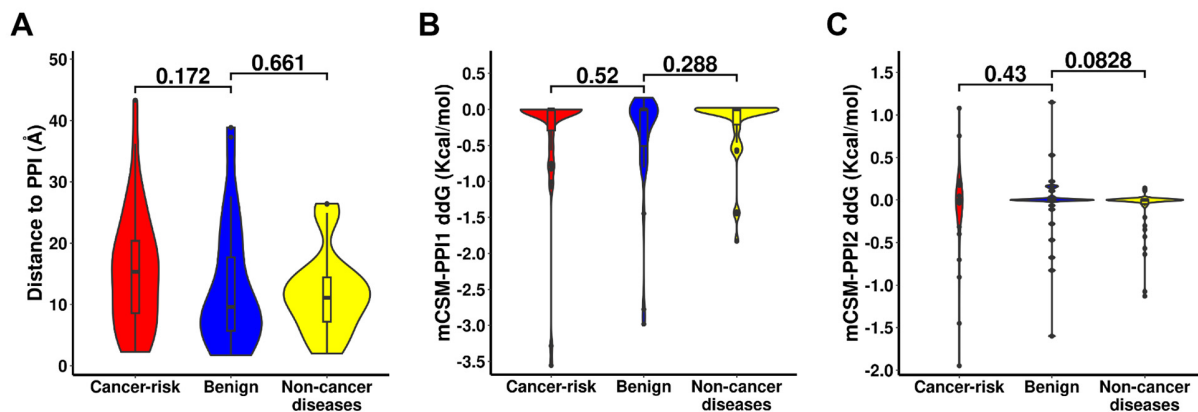 A
Distance to PPI (Å)
50
40
30
20
10
0
0.172
0.661
Cancer-risk
Benign
Non-cancer
diseases
B
mCSM-PPI1 ddG (Kcal/mol)
0.0
-0.5
-1.0
-1.5
-2.0
-2.5
-3.0
-3.5
0.52
0.288
Cancer-risk
Benign
Non-cancer
diseases
C
mCSM-PPI2 ddG (Kcal/mol)
1.5
1.0
0.5
0.0
-0.5
-1.0
-1.5
-2.0
0.43
0.0828
Cancer-risk
Benign
Non-cancer
diseases